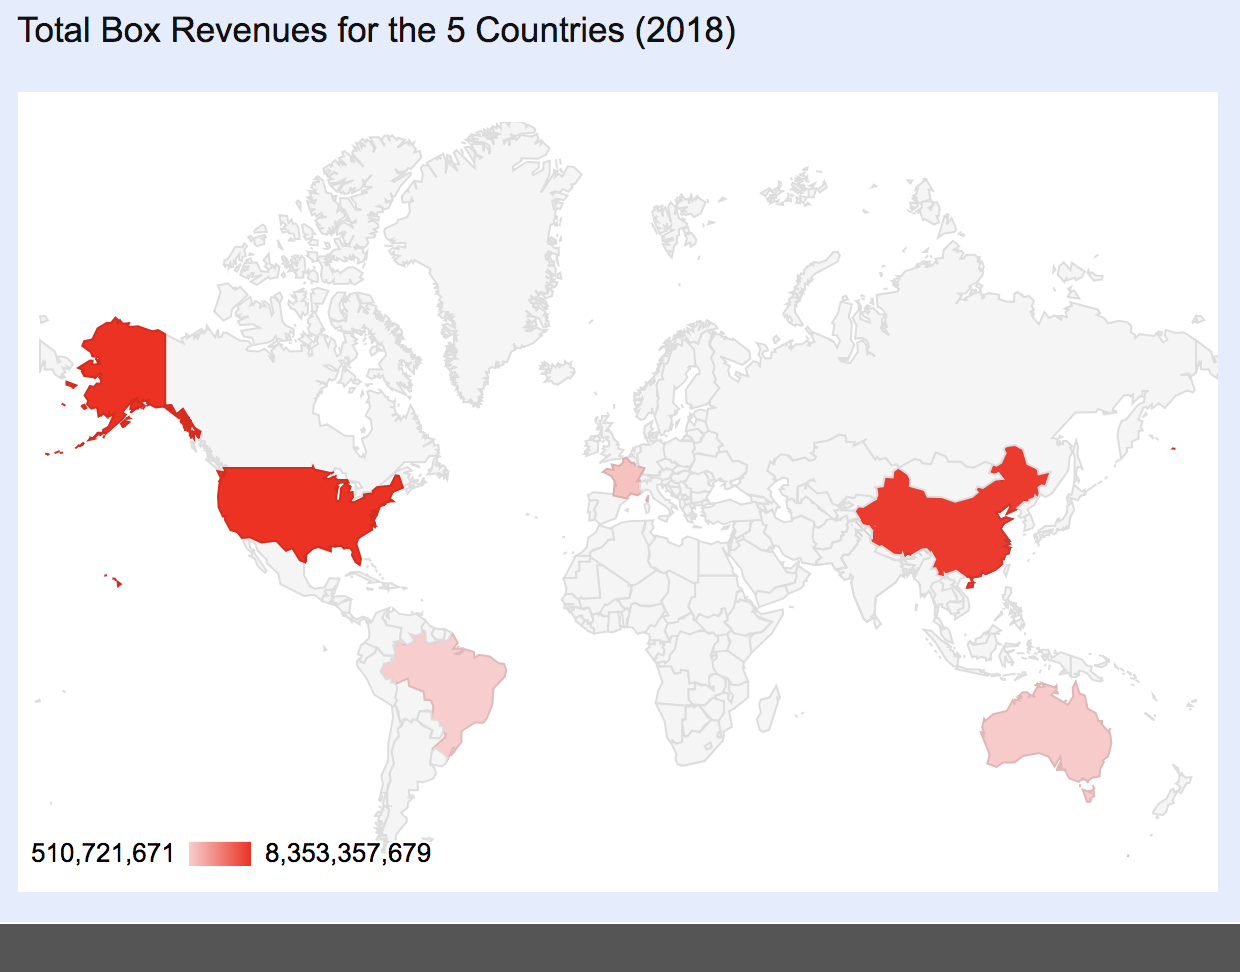 Total Box Revenues for the 5 Countries (2018)
510,721,671 8,353,357,679